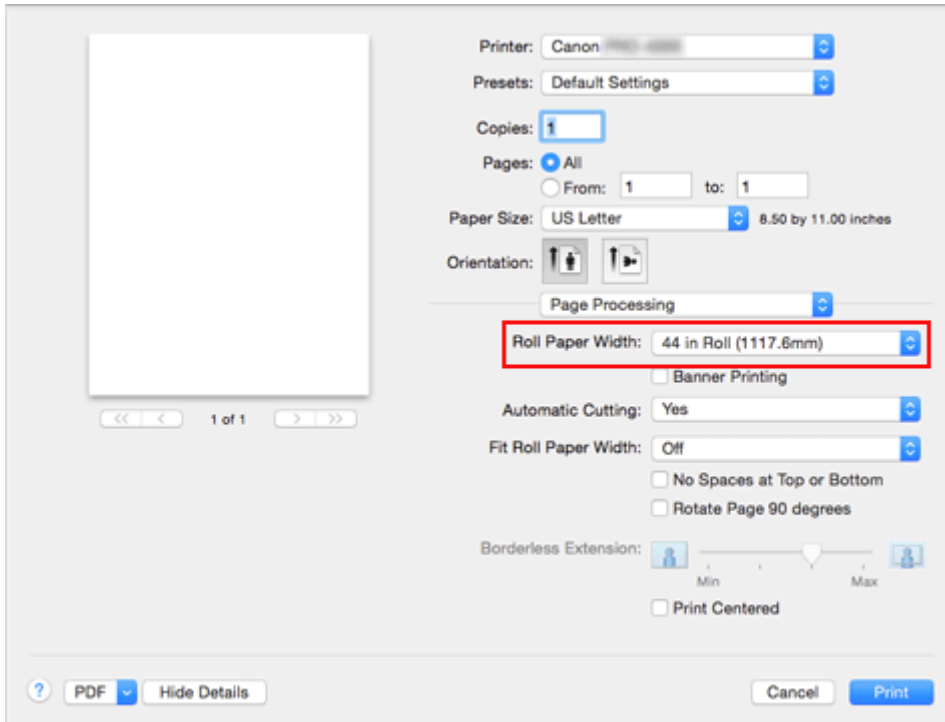 Printer: Canon
Presets: Default Settings
Copies: 1
Pages: All
From: 1 to: 1
Paper Size: US Letter 8.50 by 11.00 inches
Orientation:
Page Processing
Roll Paper Width: 44 in Roll (1117.6mm)
Banner Printing
<< < 1 of 1 > >>
Automatic Cutting: Yes
Fit Roll Paper Width: Off
No Spaces at Top or Bottom
Rotate Page 90 degrees
Borderless Extension:
Min Max
Print Centered
? PDF Hide Details Cancel Print